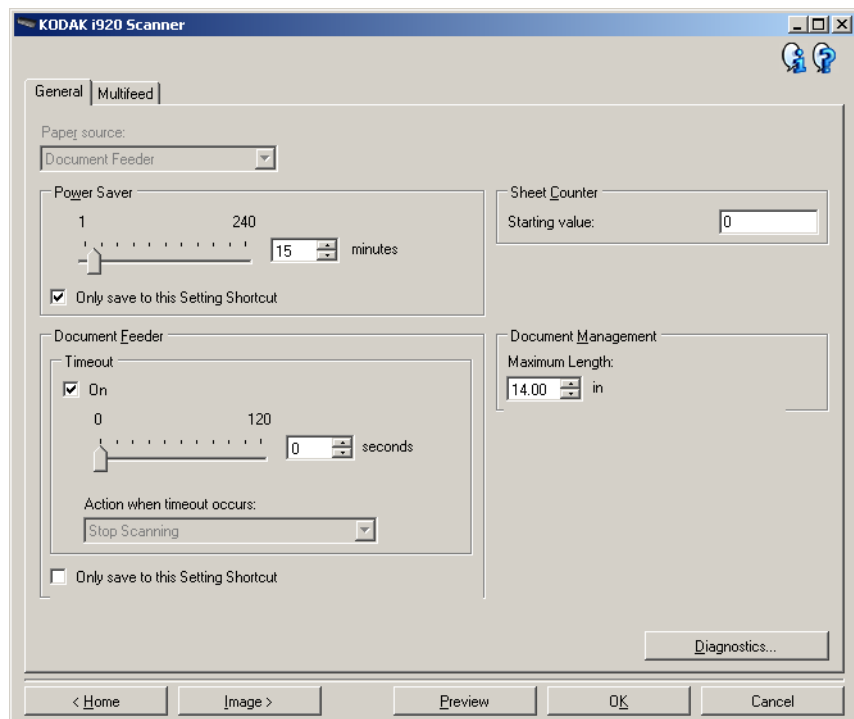 KODAK i920 Scanner
General Multifeed
Paper source:
Document Feeder
Power Saver
1 240
15 minutes
Only save to this Setting Shortcut
Sheet Counter
Starting value: 0
Document Feeder
Timeout
On
0 120
0 seconds
Action when timeout occurs:
Stop Scanning
Only save to this Setting Shortcut
Document Management
Maximum Length:
14.00 in
Diagnostics...
< Home Image > Preview OK Cancel